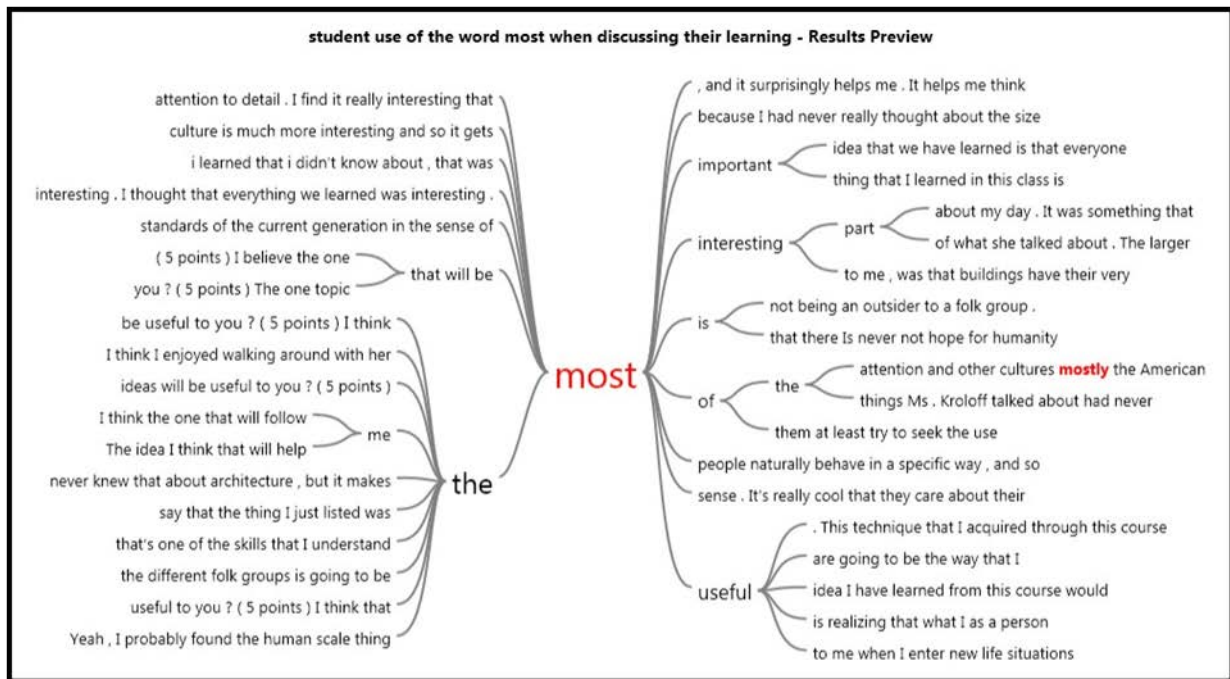 student use of the word most when discussing their learning - Results Preview
attention to detail . I find it really interesting that
culture is much more interesting and so it gets
i learned that i didn't know about , that was
interesting . I thought that everything we learned was interesting .
standards of the current generation in the sense of
( 5 points ) I believe the one
you ? ( 5 points ) The one topic
that will be
be useful to you ? ( 5 points ) I think
I think I enjoyed walking around with her
ideas will be useful to you ? ( 5 points )
I think the one that will follow
The idea I think that will help
me
never knew that about architecture , but it makes
say that the thing I just listed was
that's one of the skills that I understand
the different folk groups is going to be
useful to you ? ( 5 points ) I think that
Yeah , I probably found the human scale thing
the
most
, and it surprisingly helps me . It helps me think
because I had never really thought about the size
important
idea that we have learned is that everyone
thing that I learned in this class is
interesting
part
about my day . It was something that
of what she talked about . The larger
to me , was that buildings have their very
is
not being an outsider to a folk group .
that there Is never not hope for humanity
of
the
attention and other cultures mostly the American
things Ms . Kroloff talked about had never
them at least try to seek the use
people naturally behave in a specific way , and so
sense . It's really cool that they care about their
useful
. This technique that I acquired through this course
are going to be the way that I
idea I have learned from this course would
is realizing that what I as a person
to me when I enter new life situations